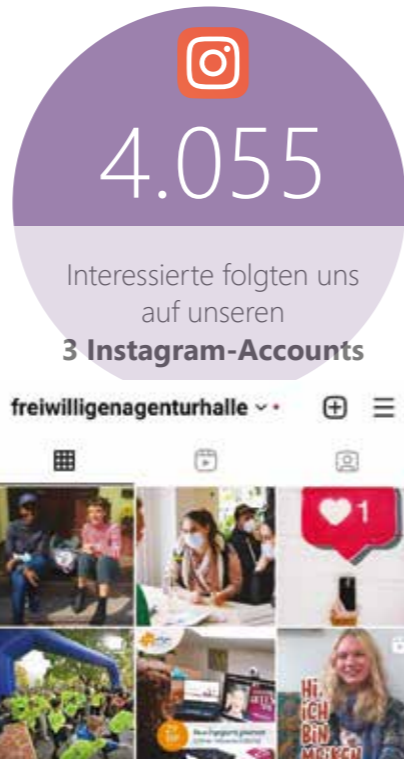 4.055
Interessierte folgten uns
auf unseren
3 Instagram-Accounts
freiwilligenagenturhalle
1
Hi,
iCH
BiN